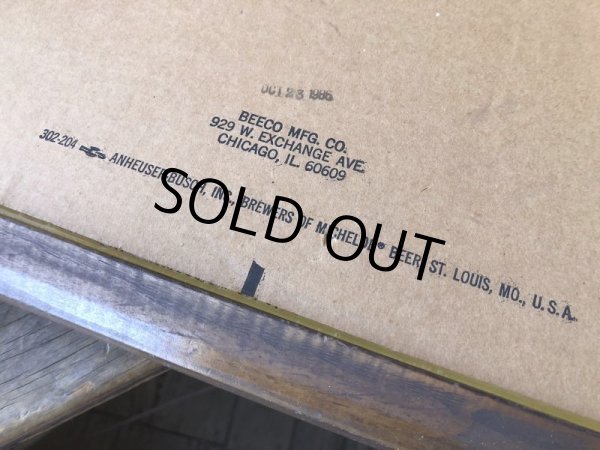 OCT 23 1986
BEECO MFG. CO.
929 W. EXCHANGE AVE.
CHICAGO, IL. 60609
302-204 ANHEUSER-BUSCH, INC., BREWERS OF MICHELOB® BEER, ST. LOUIS, MO., U.S.A.
SOLD OUT